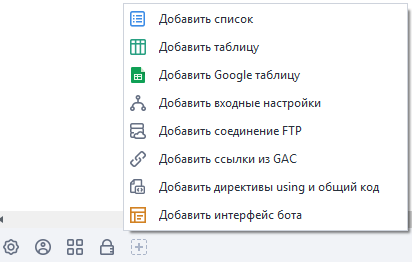 Добавить список
Добавить таблицу
Добавить Google таблицу
Добавить входные настройки
Добавить соединение FTP
Добавить ссылки из GAC
Добавить директивы using и общий код
Добавить интерфейс бота